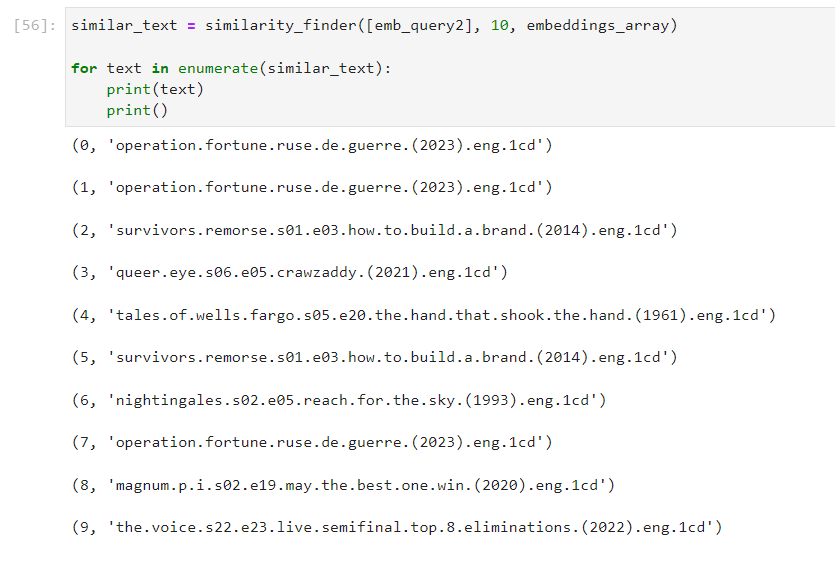 [56]: similar_text = similarity_finder([emb_query2], 10, embeddings_array)
for text in enumerate(similar_text):
    print(text)
    print()
(0, 'operation.fortune.ruse.de.guerre.(2023).eng.1cd')
(1, 'operation.fortune.ruse.de.guerre.(2023).eng.1cd')
(2, 'survivors.remorse.s01.e03.how.to.build.a.brand.(2014).eng.1cd')
(3, 'queer.eye.s06.e05.crawzaddy.(2021).eng.1cd')
(4, 'tales.of.wells.fargo.s05.e20.the.hand.that.shook.the.hand.(1961).eng.1cd')
(5, 'survivors.remorse.s01.e03.how.to.build.a.brand.(2014).eng.1cd')
(6, 'nightingales.s02.e05.reach.for.the.sky.(1993).eng.1cd')
(7, 'operation.fortune.ruse.de.guerre.(2023).eng.1cd')
(8, 'magnum.p.i.s02.e19.may.the.best.one.win.(2020).eng.1cd')
(9, 'the.voice.s22.e23.live.semifinal.top.8.eliminations.(2022).eng.1cd')